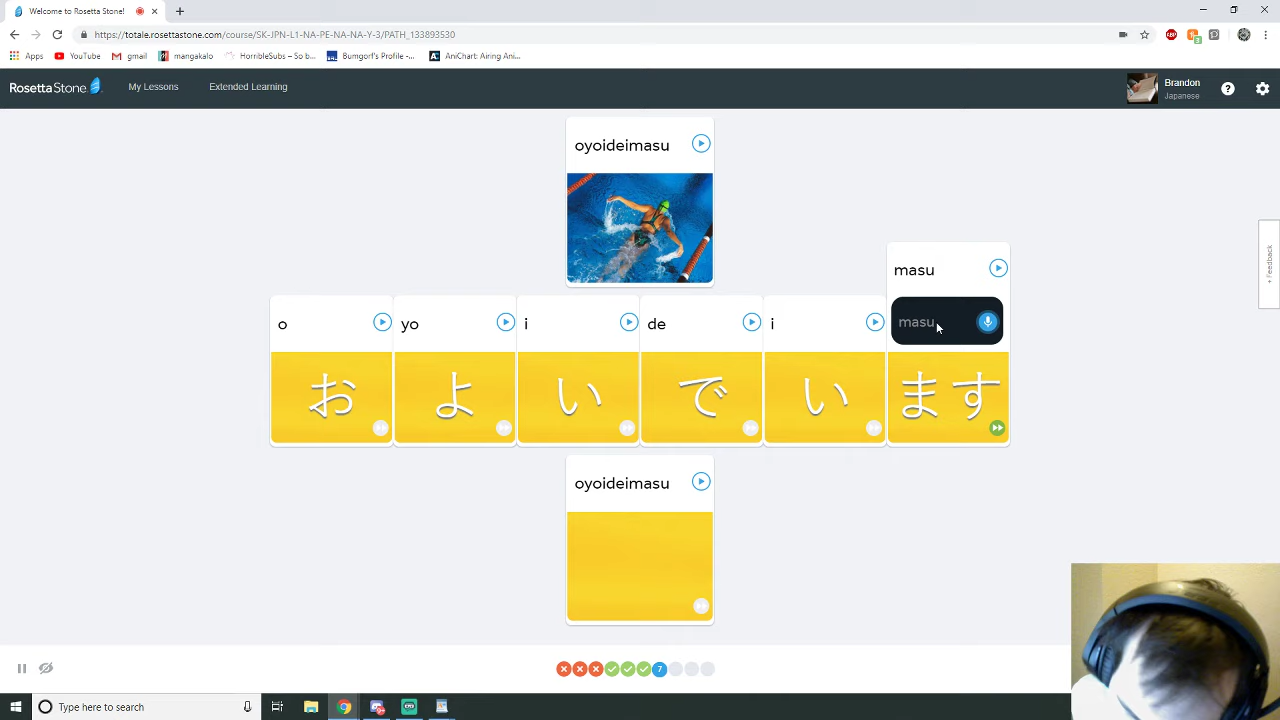 Welcome to Rosetta Stone!
https://totale.rosettastone.com/course/SK-JPN-L1-NA-PE-NA-NA-Y-3/PATH_133893530
Apps
YouTube
gmail
mangakalo
HorribleSubs – So b...
Bumgorf's Profile -...
AniChart: Airing Ani...
RosettaStone
My Lessons
Extended Learning
Brandon
Japanese
+ Feedback
oyoideimasu
masu
o
yo
i
de
i
masu
お
よ
い
で
い
ます
oyoideimasu
7
Type here to search